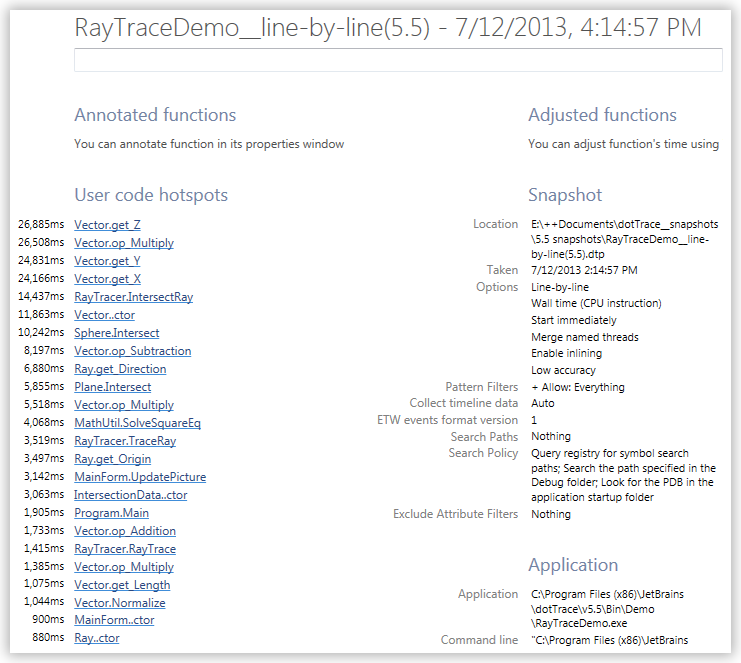 RayTraceDemo__line-by-line(5.5) - 7/12/2013, 4:14:57 PM
Annotated functions
You can annotate function in its properties window
User code hotspots
26,885ms Vector.get_Z
26,508ms Vector.op_Multiply
24,831ms Vector.get_Y
24,166ms Vector.get_X
14,437ms RayTracer.IntersectRay
11,863ms Vector..ctor
10,242ms Sphere.Intersect
8,197ms Vector.op_Subtraction
6,880ms Ray.get_Direction
5,855ms Plane.Intersect
5,518ms Vector.op_Multiply
4,068ms MathUtil.SolveSquareEq
3,519ms RayTracer.TraceRay
3,497ms Ray.get_Origin
3,142ms MainForm.UpdatePicture
3,063ms IntersectionData..ctor
1,905ms Program.Main
1,733ms Vector.op_Addition
1,415ms RayTracer.RayTrace
1,385ms Vector.op_Multiply
1,075ms Vector.get_Length
1,044ms Vector.Normalize
900ms MainForm..ctor
880ms Ray..ctor
Adjusted functions
You can adjust function's time using
Snapshot
Location E:\++Documents\dotTrace__snapshots
\5.5 snapshots\RayTraceDemo__line-
by-line(5.5).dtp
Taken 7/12/2013 2:14:57 PM
Options Line-by-line
Wall time (CPU instruction)
Start immediately
Merge named threads
Enable inlining
Low accuracy
Pattern Filters + Allow: Everything
Collect timeline data Auto
ETW events format version 1
Search Paths Nothing
Search Policy Query registry for symbol search
paths; Search the path specified in the
Debug folder; Look for the PDB in the
application startup folder
Exclude Attribute Filters Nothing
Application
Application C:\Program Files (x86)\JetBrains
\dotTrace\v5.5\Bin\Demo
\RayTraceDemo.exe
Command line "C:\Program Files (x86)\JetBrains